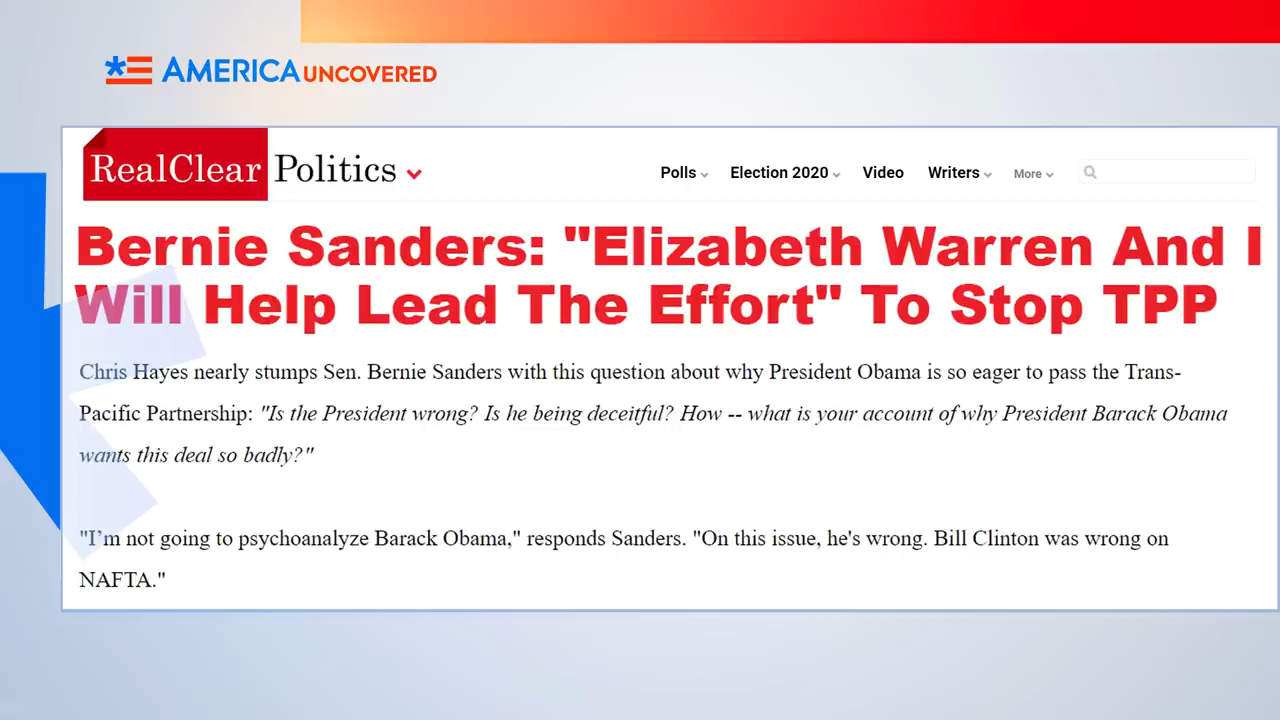 AMERICA UNCOVERED
RealClear Politics
Polls Election 2020 Video Writers More
Bernie Sanders: "Elizabeth Warren And I
Will Help Lead The Effort" To Stop TPP
Chris Hayes nearly stumps Sen. Bernie Sanders with this question about why President Obama is so eager to pass the Trans-
Pacific Partnership: "Is the President wrong? Is he being deceitful? How -- what is your account of why President Barack Obama
wants this deal so badly?"
"I'm not going to psychoanalyze Barack Obama," responds Sanders. "On this issue, he's wrong. Bill Clinton was wrong on
NAFTA."